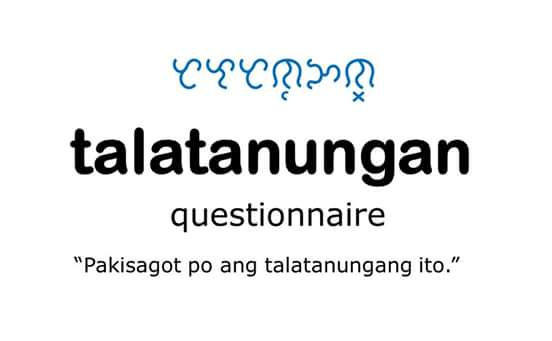 ᜆᜎᜆᜈᜓᜅᜈ᜔
talatanungan
questionnaire
“Pakisagot po ang talatanungang ito.”